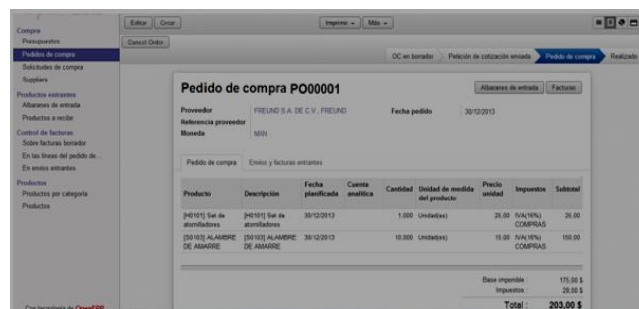 Compra
Presupuestos
Pedidos de compra
Solicitudes de compra
Suppliers
Productos entrantes
Albaranes de entrada
Productos a recibir
Control de facturas
Sobre facturas borrador
En las líneas del pedido de...
En envíos entrantes
Productos
Productos por categoría
Productos
Con tecnología de OpenERP
Editar Crear Imprimir Más
Cancel Order
OC en borrador Petición de cotización enviada Pedido de compra Realizado
Pedido de compra PO00001
Albaranes de entrada Facturas
Proveedor FREUND S.A. DE C.V., FREUND Fecha pedido 30/12/2013
Referencia proveedor
Moneda MXN
Pedido de compra Envíos y facturas entrantes
Producto Descripción Fecha planificada Cuenta analítica Cantidad Unidad de medida del producto Precio unidad Impuestos Subtotal
[H0101] Set de atornilladores [H0101] Set de atornilladores 30/12/2013 1,000 Unidad(es) 25,00 IVA(16%) COMPRAS
[S0103] ALAMBRE DE AMARRE [S0103] ALAMBRE DE AMARRE 30/12/2013 10,000 Unidad(es) 15,00 IVA(16%) COMPRAS 150,00
Base imponible : 175,00 $
Impuestos : 28,00 $
Total : 203,00 $